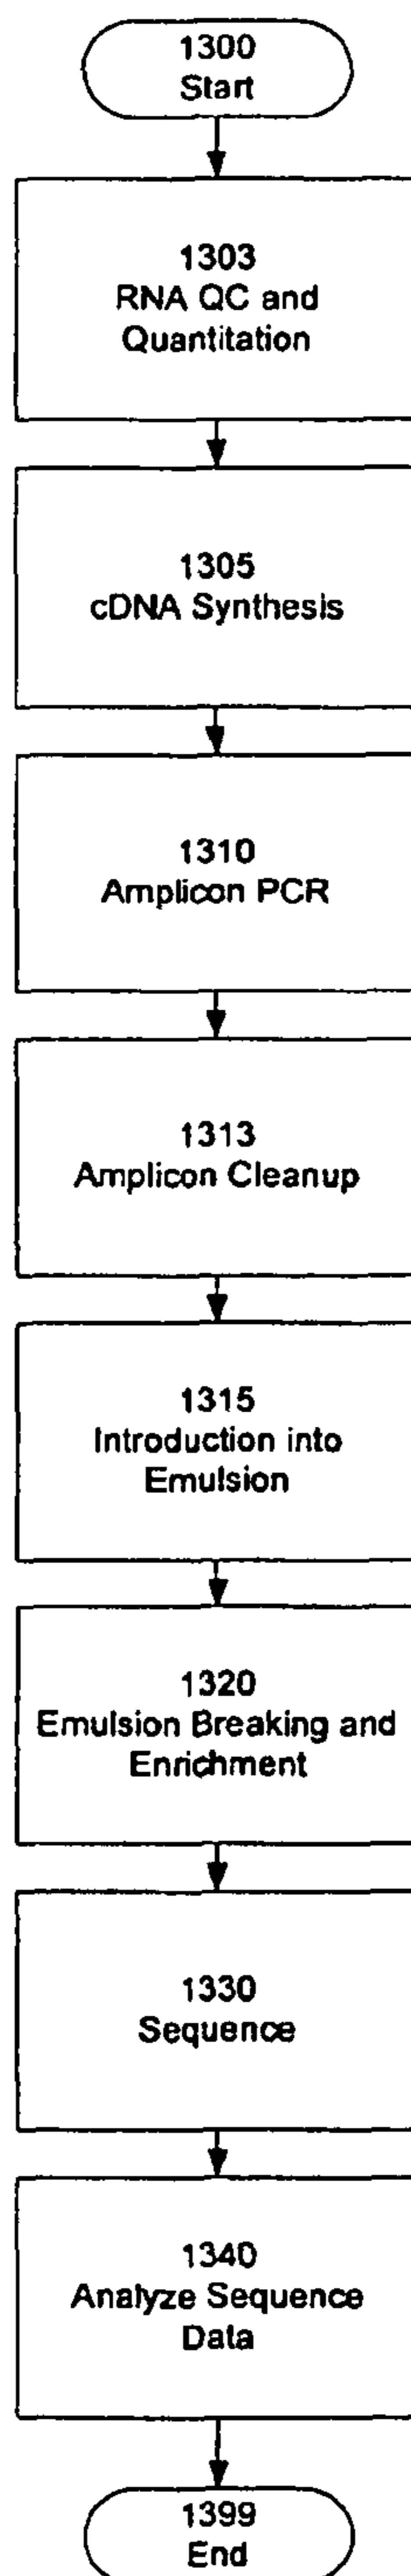 1300
Start
1303
RNA QC and
Quantitation
1305
cDNA Synthesis
1310
Amplicon PCR
1313
Amplicon Cleanup
1315
Introduction into
Emulsion
1320
Emulsion Breaking and
Enrichment
1330
Sequence
1340
Analyze Sequence
Data
1399
End